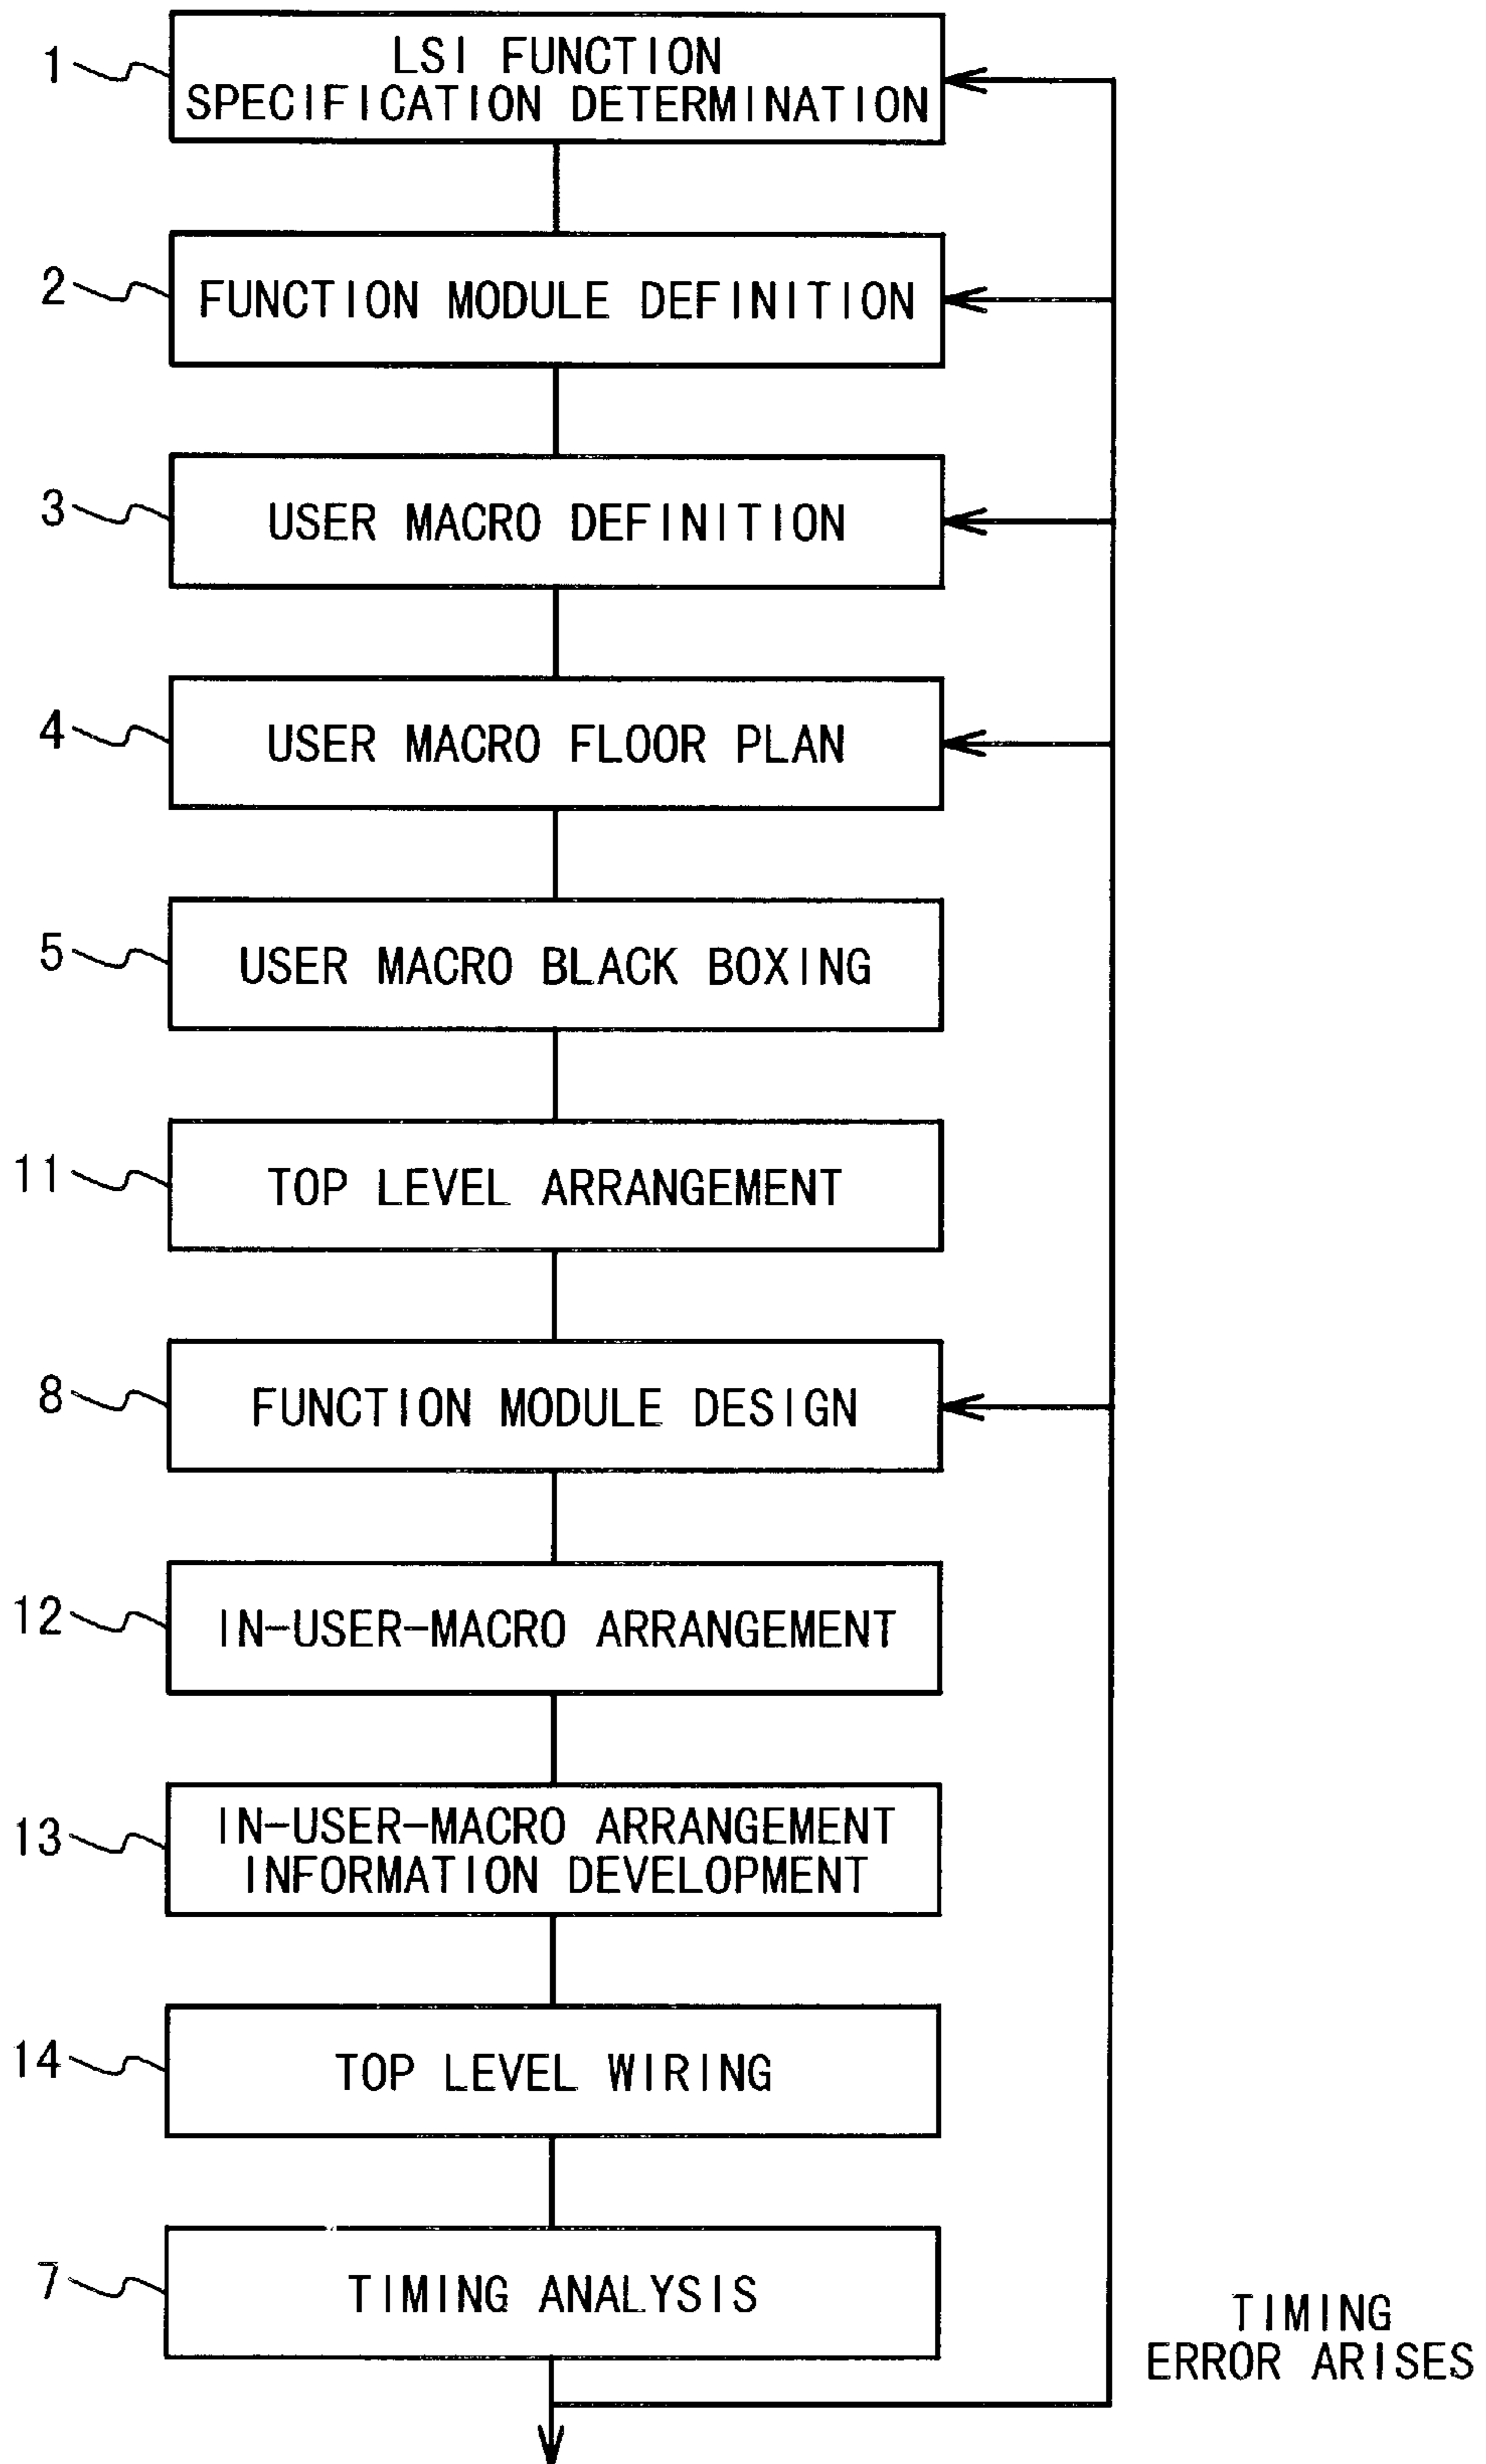 1
LSI FUNCTION
SPECIFICATION DETERMINATION
2
FUNCTION MODULE DEFINITION
3
USER MACRO DEFINITION
4
USER MACRO FLOOR PLAN
5
USER MACRO BLACK BOXING
11
TOP LEVEL ARRANGEMENT
8
FUNCTION MODULE DESIGN
12
IN-USER-MACRO ARRANGEMENT
13
IN-USER-MACRO ARRANGEMENT
INFORMATION DEVELOPMENT
14
TOP LEVEL WIRING
7
TIMING ANALYSIS
TIMING
ERROR ARISES